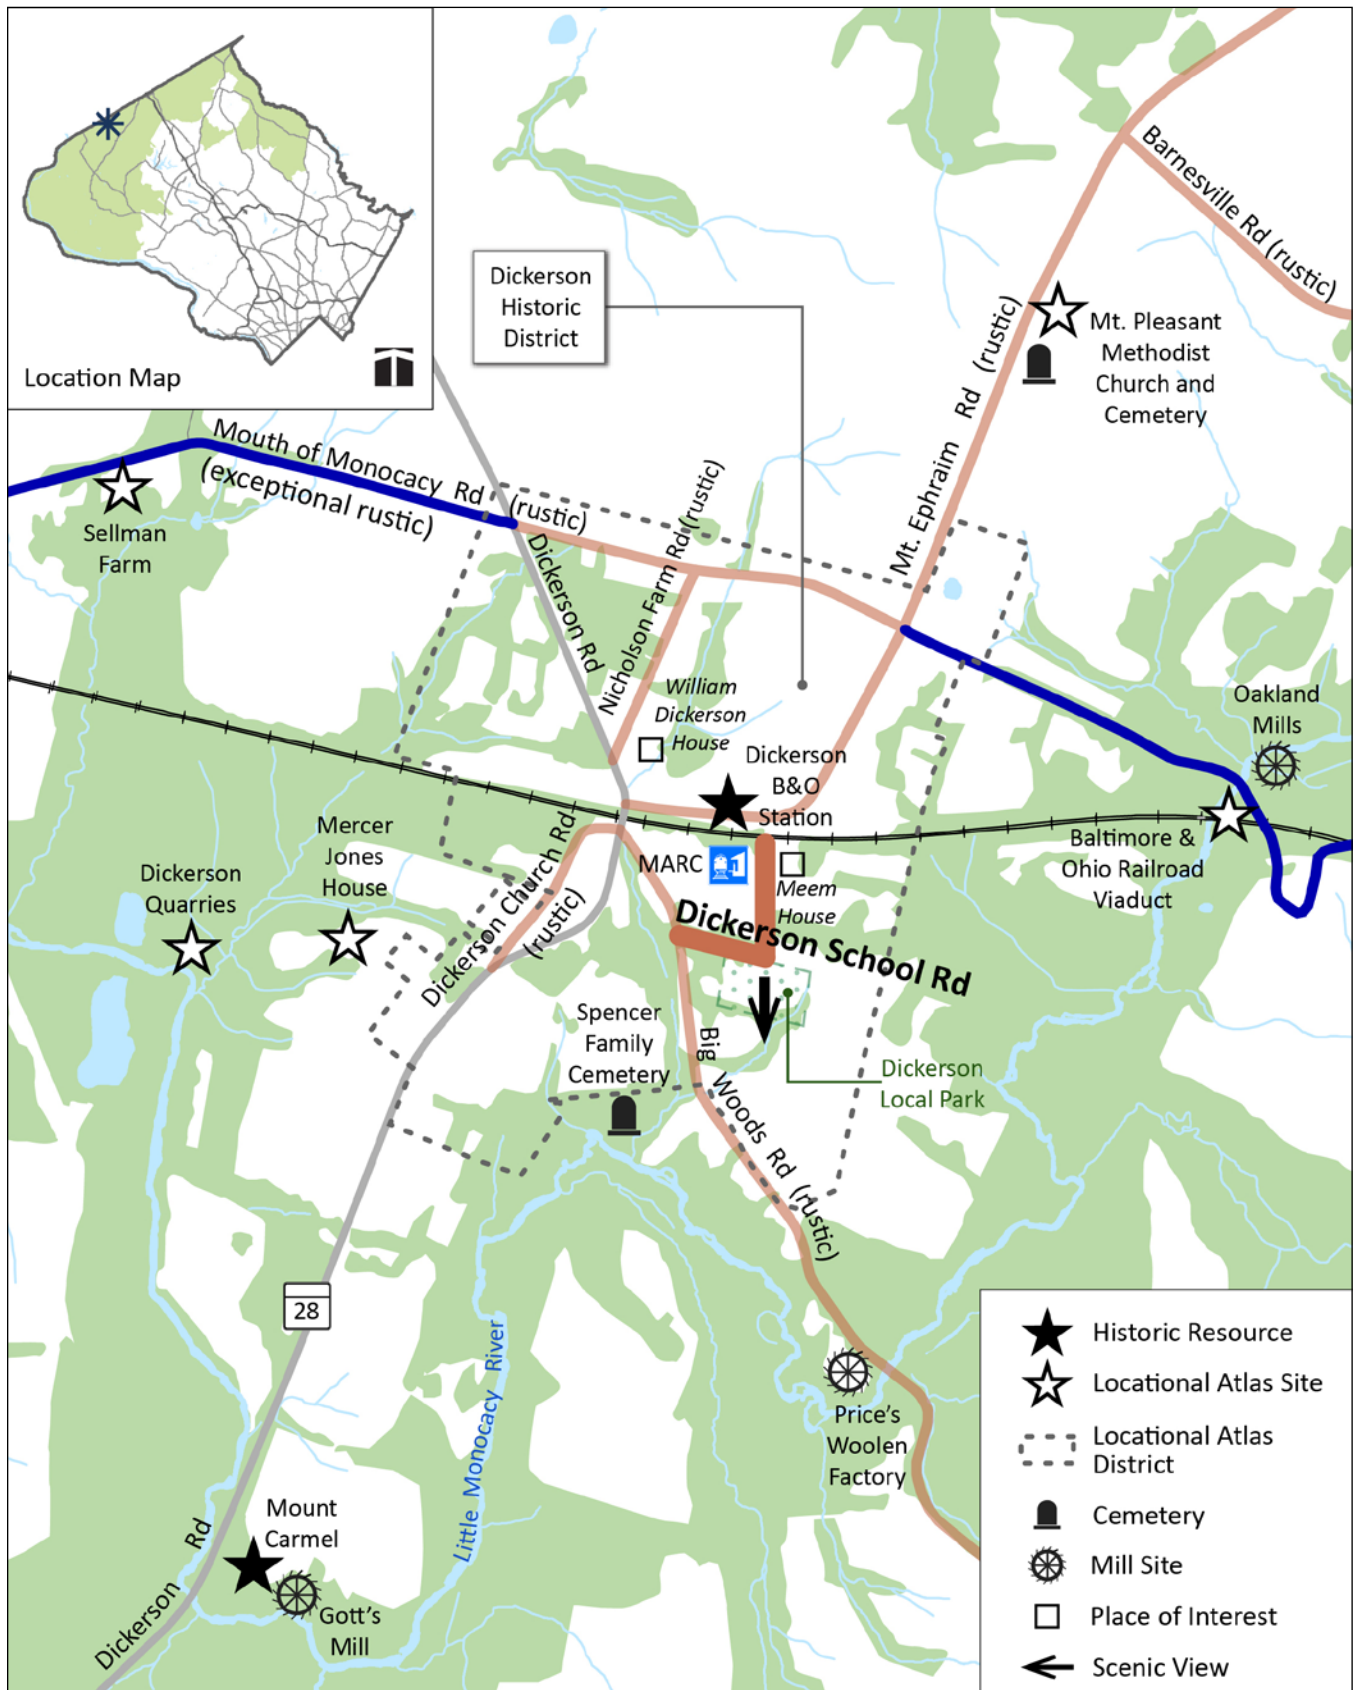 Location Map
Dickerson
Historic
District
Barnesville Rd (rustic)
Mt. Pleasant
Methodist
Church and
Cemetery
Mt. Ephraim Rd (rustic)
Mouth of Monocacy Rd (rustic)
(exceptional rustic)
Sellman
Farm
Dickerson Rd
Nicholson Farm Rd (rustic)
William
Dickerson
House
Oakland
Mills
Dickerson
B&O
Station
Mercer
Jones
House
Dickerson
Quarries
Dickerson Church Rd
(rustic)
MARC
Meem
House
Baltimore &
Ohio Railroad
Viaduct
Dickerson School Rd
Spencer
Family
Cemetery
Big Woods Rd (rustic)
Dickerson
Local Park
28
Little Monocacy River
Price's
Woolen
Factory
Mount
Carmel
Gott's
Mill
Dickerson Rd
Historic Resource
Locational Atlas Site
Locational Atlas
District
Cemetery
Mill Site
Place of Interest
Scenic View